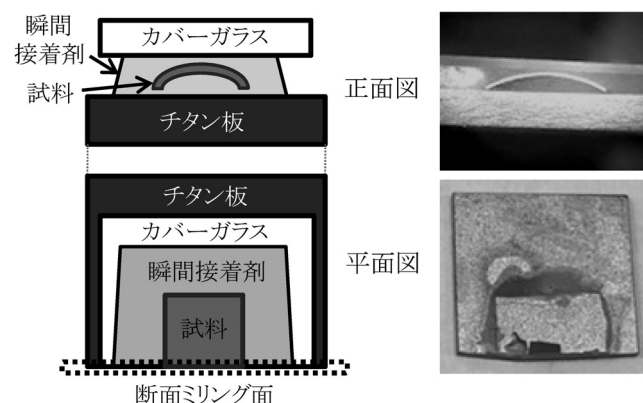 瞬間
接着剤
カバーガラス
試料
チタン板
正面図
チタン板
カバーガラス
瞬間接着剤
試料
平面図
断面ミリング面